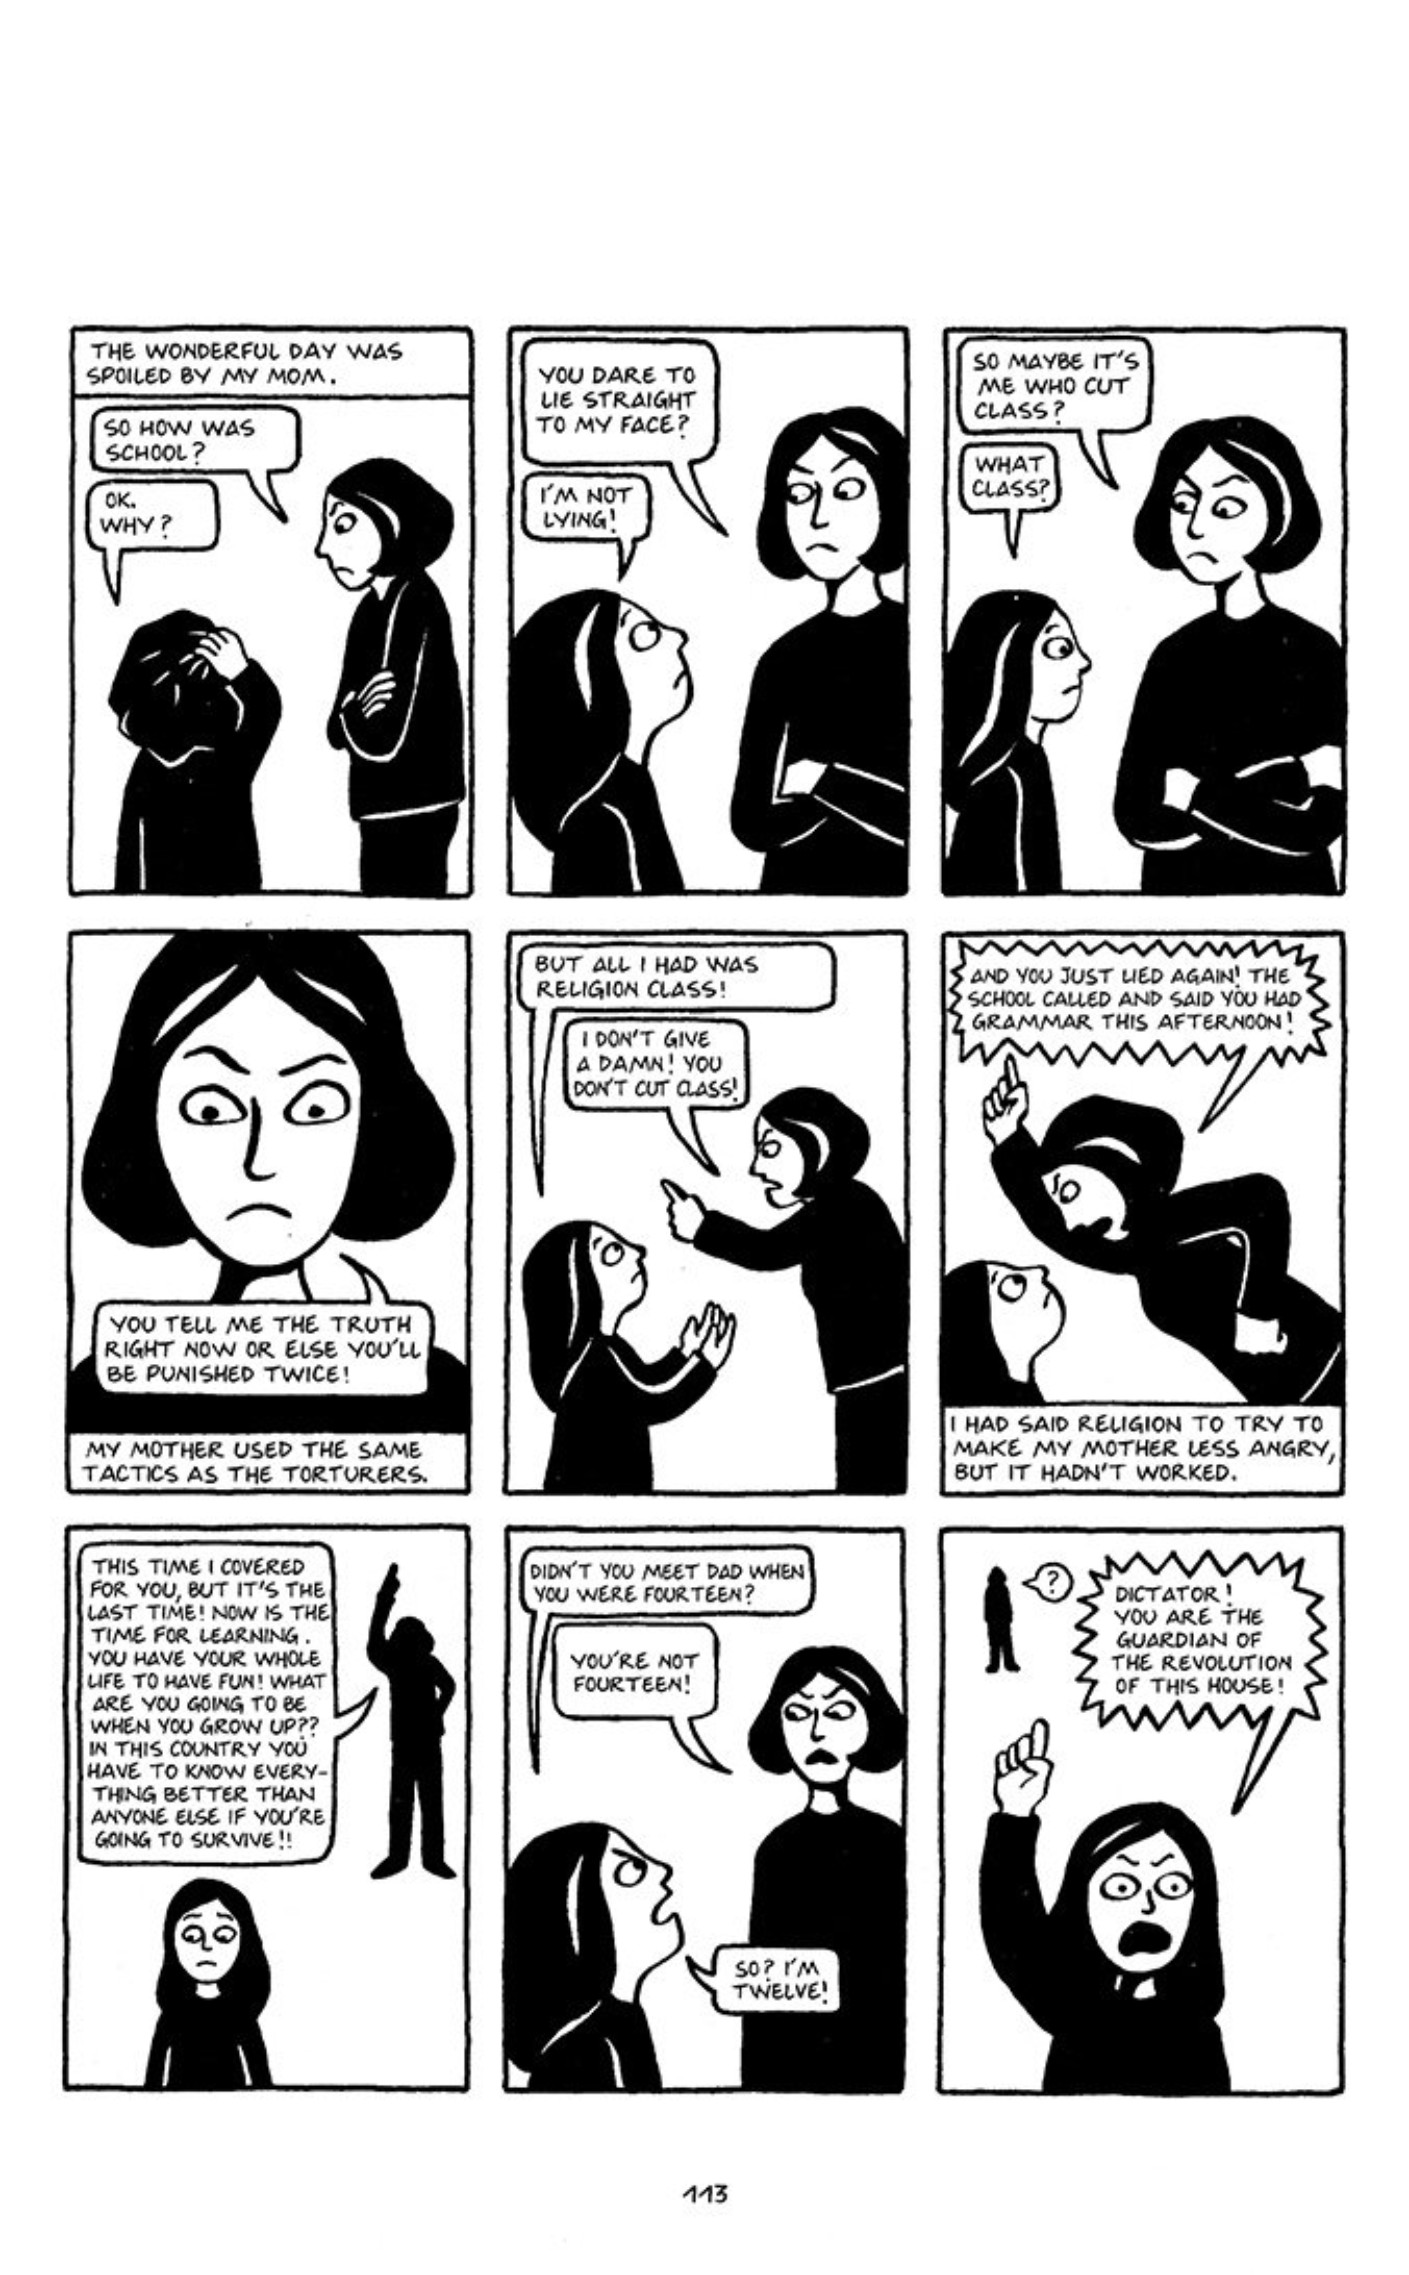 THE WONDERFUL DAY WAS
SPOILED BY MY MOM.
SO HOW WAS
SCHOOL?
OK.
WHY?
YOU DARE TO
LIE STRAIGHT
TO MY FACE?
I'M NOT
LYING!
SO MAYBE IT'S
ME WHO CUT
CLASS?
WHAT
CLASS?
YOU TELL ME THE TRUTH
RIGHT NOW OR ELSE YOU'LL
BE PUNISHED TWICE!
MY MOTHER USED THE SAME
TACTICS AS THE TORTURERS.
BUT ALL I HAD WAS
RELIGION CLASS!
I DON'T GIVE
A DAMN! YOU
DON'T CUT CLASS!
AND YOU JUST LIED AGAIN! THE
SCHOOL CALLED AND SAID YOU HAD
GRAMMAR THIS AFTERNOON!
I HAD SAID RELIGION TO TRY TO
MAKE MY MOTHER LESS ANGRY,
BUT IT HADN'T WORKED.
THIS TIME I COVERED
FOR YOU, BUT IT'S THE
LAST TIME! NOW IS THE
TIME FOR LEARNING.
YOU HAVE YOUR WHOLE
LIFE TO HAVE FUN! WHAT
ARE YOU GOING TO BE
WHEN YOU GROW UP??
IN THIS COUNTRY YOU
HAVE TO KNOW EVERY-
THING BETTER THAN
ANYONE ELSE IF YOU'RE
GOING TO SURVIVE!!
DIDN'T YOU MEET DAD WHEN
YOU WERE FOURTEEN?
YOU'RE NOT
FOURTEEN!
SO? I'M
TWELVE!
?
DICTATOR!
YOU ARE THE
GUARDIAN OF
THE REVOLUTION
OF THIS HOUSE!
113